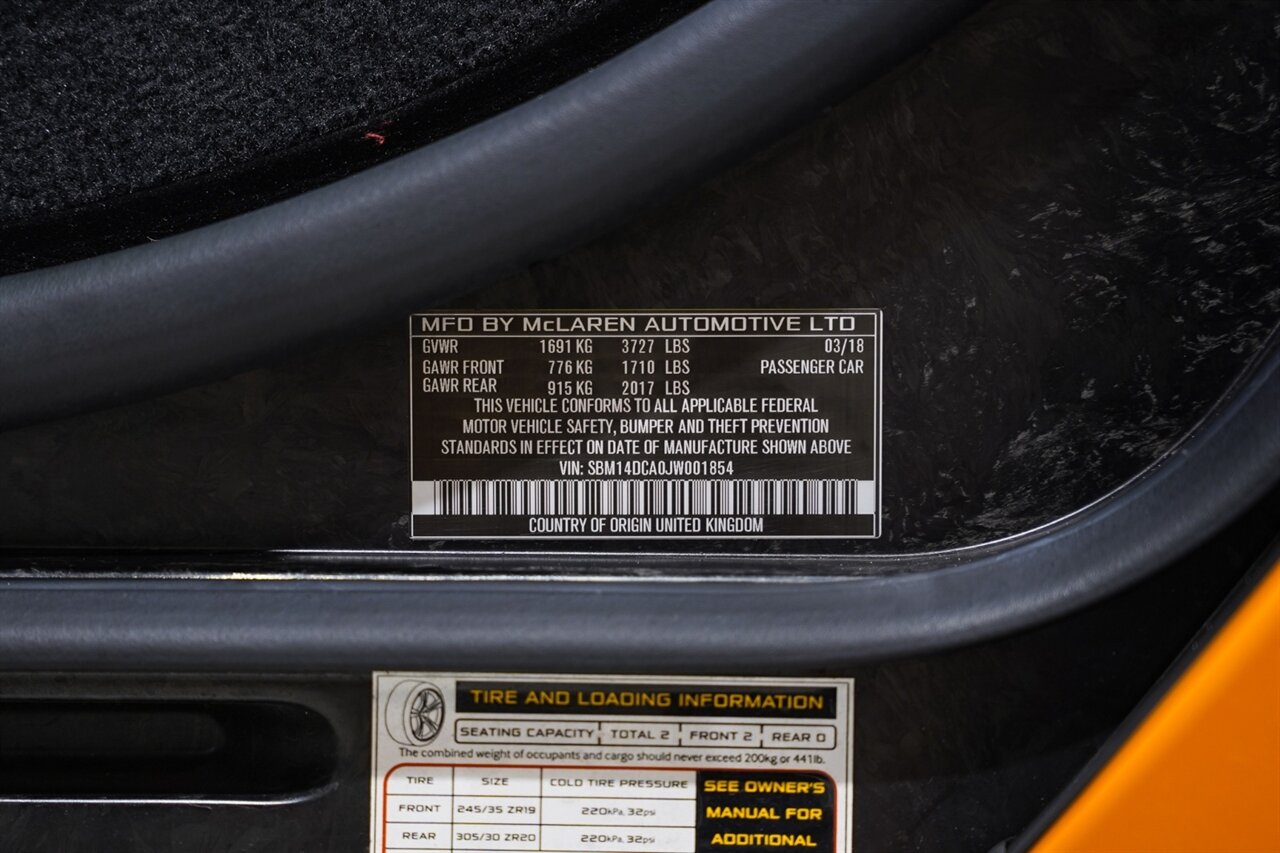 MFD BY McLAREN AUTOMOTIVE LTD
GVWR 1691 KG 3727 LBS 03/18
GAWR FRONT 776 KG 1710 LBS PASSENGER CAR
GAWR REAR 915 KG 2017 LBS
THIS VEHICLE CONFORMS TO ALL APPLICABLE FEDERAL
MOTOR VEHICLE SAFETY, BUMPER AND THEFT PREVENTION
STANDARDS IN EFFECT ON DATE OF MANUFACTURE SHOWN ABOVE
VIN: SBM14DCA0JW001854
COUNTRY OF ORIGIN UNITED KINGDOM
TIRE AND LOADING INFORMATION
SEATING CAPACITY TOTAL 2 FRONT 2 REAR 0
The combined weight of occupants and cargo should never exceed 200kg or 441lb.
TIRE SIZE COLD TIRE PRESSURE SEE OWNER'S
FRONT 245/35 ZR19 220kPa, 32psi MANUAL FOR
REAR 305/30 ZR20 220kPa, 32psi ADDITIONAL